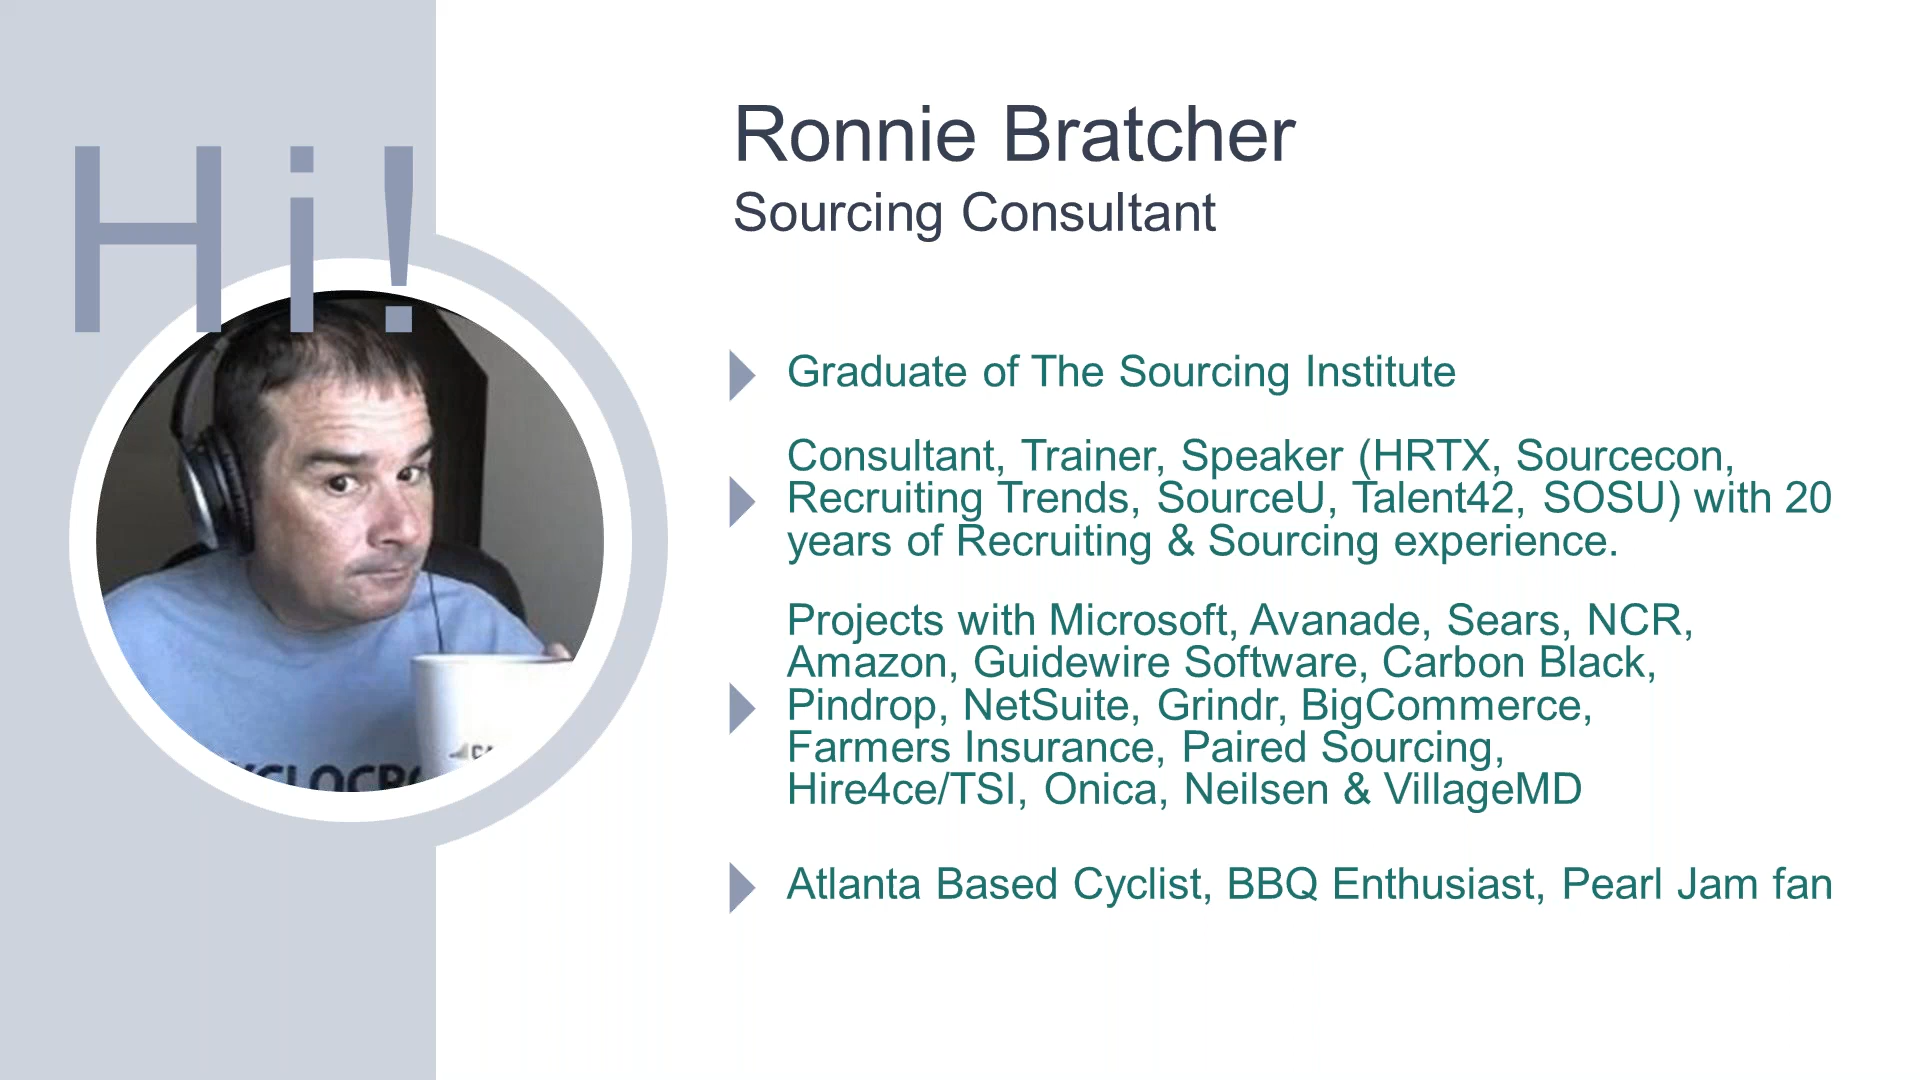 Hi!
Ronnie Bratcher
Sourcing Consultant
Graduate of The Sourcing Institute
Consultant, Trainer, Speaker (HRTX, Sourcecon,
Recruiting Trends, SourceU, Talent42, SOSU) with 20
years of Recruiting & Sourcing experience.
Projects with Microsoft, Avanade, Sears, NCR,
Amazon, Guidewire Software, Carbon Black,
Pindrop, NetSuite, Grindr, BigCommerce,
Farmers Insurance, Paired Sourcing,
Hire4ce/TSI, Onica, Neilsen & VillageMD
Atlanta Based Cyclist, BBQ Enthusiast, Pearl Jam fan